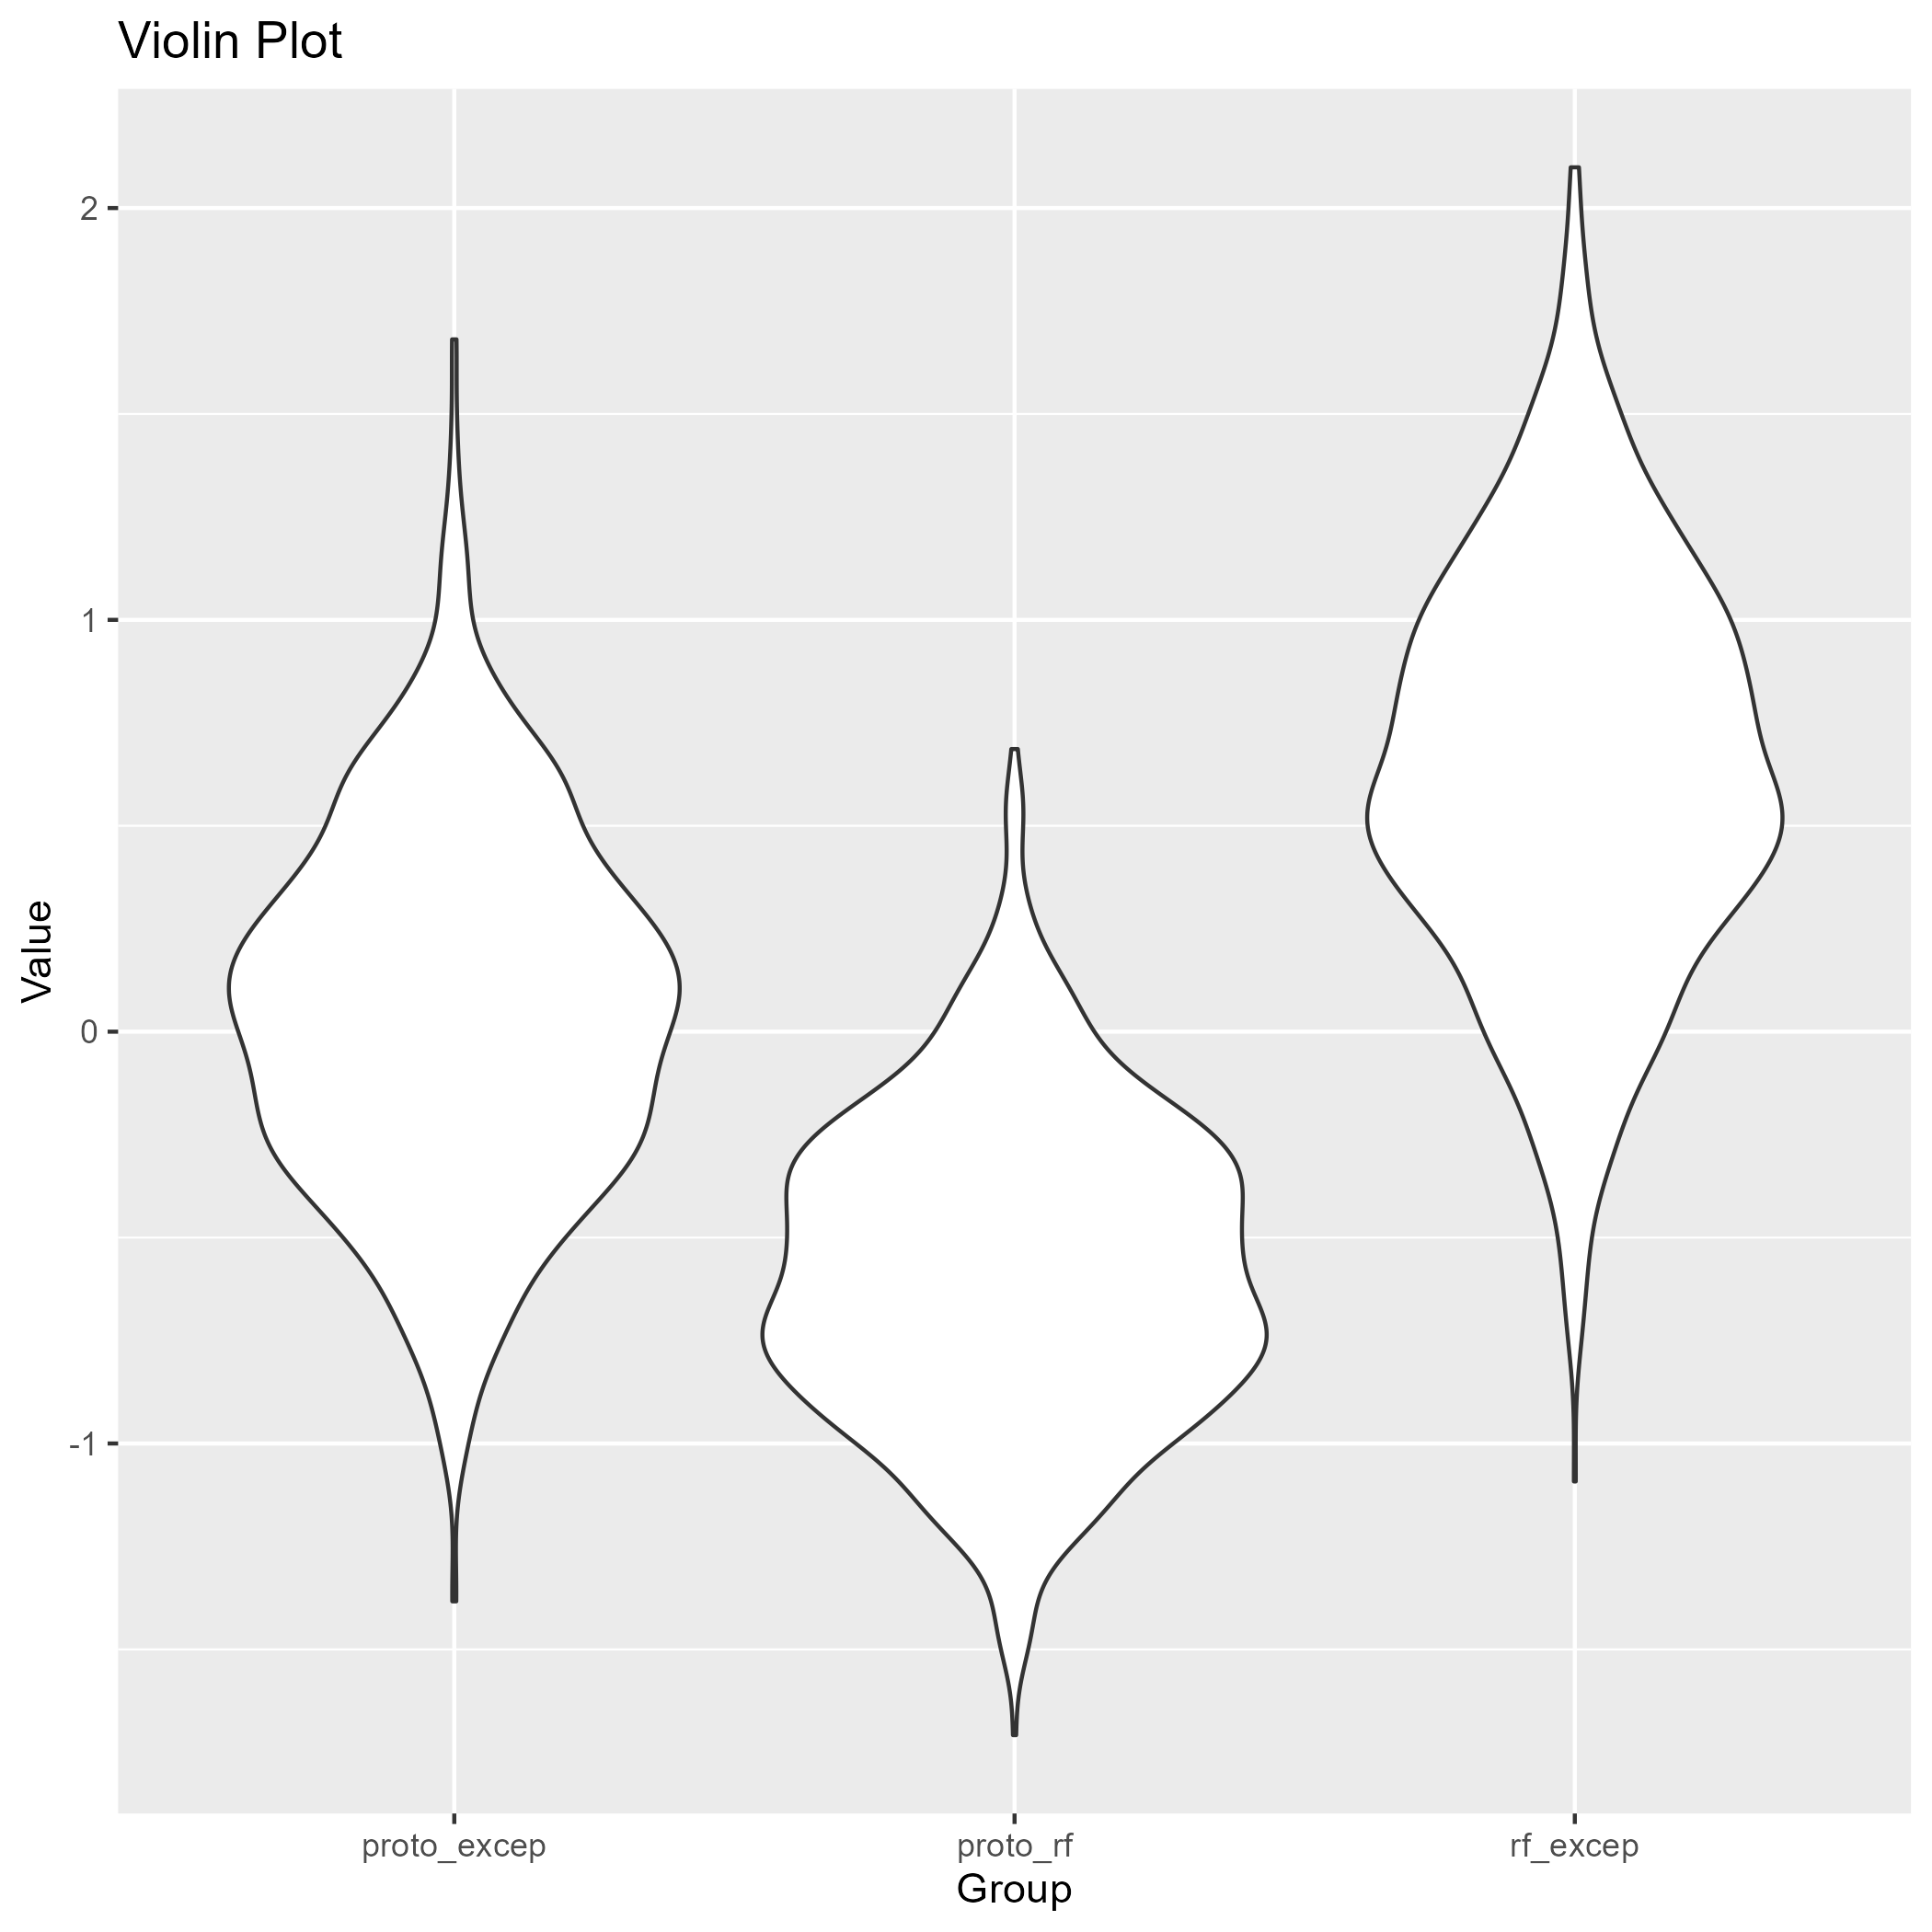 Violin Plot
Value
2
1
0
-1
proto_excep
proto_rf
rf_excep
Group